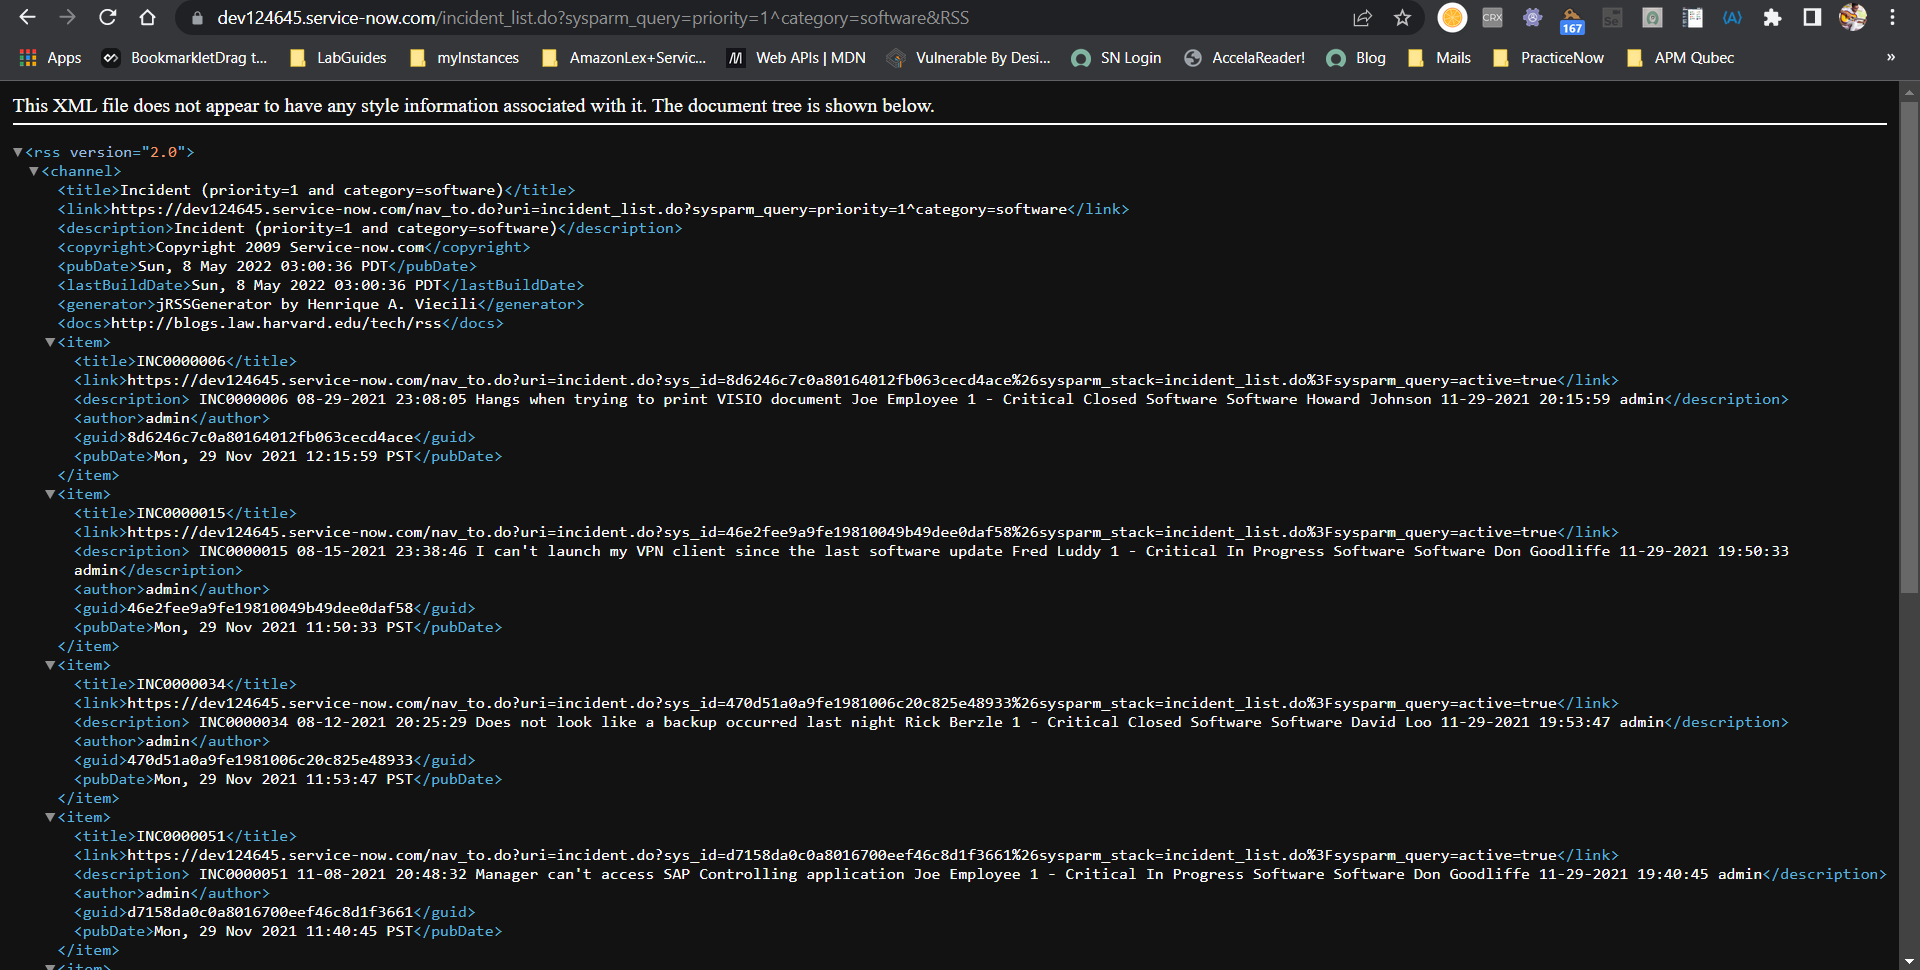 dev124645.service-now.com/incident_list.do?sysparm_query=priority=1^category=software&RSS
CRX
167
Se
(A)
Apps
BookmarkletDrag t...
LabGuides
myInstances
AmazonLex+Servic...
M
Web APIs | MDN
Vulnerable By Desi...
SN Login
AccelaReader!
Blog
Mails
PracticeNow
APM Qubec
»
This XML file does not appear to have any style information associated with it. The document tree is shown below.
▼<rss version="2.0">
▼<channel>
<title>Incident (priority=1 and category=software)</title>
<link>https://dev124645.service-now.com/nav_to.do?uri=incident_list.do?sysparm_query=priority=1^category=software</link>
<description>Incident (priority=1 and category=software)</description>
<copyright>Copyright 2009 Service-now.com</copyright>
<pubDate>Sun, 8 May 2022 03:00:36 PDT</pubDate>
<lastBuildDate>Sun, 8 May 2022 03:00:36 PDT</lastBuildDate>
<generator>jRSSGenerator by Henrique A. Viecili</generator>
<docs>http://blogs.law.harvard.edu/tech/rss</docs>
▼<item>
<title>INC0000006</title>
<link>https://dev124645.service-now.com/nav_to.do?uri=incident.do?sys_id=8d6246c7c0a80164012fb063cecd4ace%26sysparm_stack=incident_list.do%3Fsysparm_query=active=true</link>
<description> INC0000006 08-29-2021 23:08:05 Hangs when trying to print VISIO document Joe Employee 1 - Critical Closed Software Software Howard Johnson 11-29-2021 20:15:59 admin</description>
<author>admin</author>
<guid>8d6246c7c0a80164012fb063cecd4ace</guid>
<pubDate>Mon, 29 Nov 2021 12:15:59 PST</pubDate>
</item>
▼<item>
<title>INC0000015</title>
<link>https://dev124645.service-now.com/nav_to.do?uri=incident.do?sys_id=46e2fee9a9fe19810049b49dee0daf58%26sysparm_stack=incident_list.do%3Fsysparm_query=active=true</link>
<description> INC0000015 08-15-2021 23:38:46 I can't launch my VPN client since the last software update Fred Luddy 1 - Critical In Progress Software Software Don Goodliffe 11-29-2021 19:50:33
admin</description>
<author>admin</author>
<guid>46e2fee9a9fe19810049b49dee0daf58</guid>
<pubDate>Mon, 29 Nov 2021 11:50:33 PST</pubDate>
</item>
▼<item>
<title>INC0000034</title>
<link>https://dev124645.service-now.com/nav_to.do?uri=incident.do?sys_id=470d51a0a9fe1981006c20c825e48933%26sysparm_stack=incident_list.do%3Fsysparm_query=active=true</link>
<description> INC0000034 08-12-2021 20:25:29 Does not look like a backup occurred last night Rick Berzle 1 - Critical Closed Software Software David Loo 11-29-2021 19:53:47 admin</description>
<author>admin</author>
<guid>470d51a0a9fe1981006c20c825e48933</guid>
<pubDate>Mon, 29 Nov 2021 11:53:47 PST</pubDate>
</item>
▼<item>
<title>INC0000051</title>
<link>https://dev124645.service-now.com/nav_to.do?uri=incident.do?sys_id=d7158da0c0a8016700eef46c8d1f3661%26sysparm_stack=incident_list.do%3Fsysparm_query=active=true</link>
<description> INC0000051 11-08-2021 20:48:32 Manager can't access SAP Controlling application Joe Employee 1 - Critical In Progress Software Software Don Goodliffe 11-29-2021 19:40:45 admin</description>
<author>admin</author>
<guid>d7158da0c0a8016700eef46c8d1f3661</guid>
<pubDate>Mon, 29 Nov 2021 11:40:45 PST</pubDate>
</item>
▼<item>